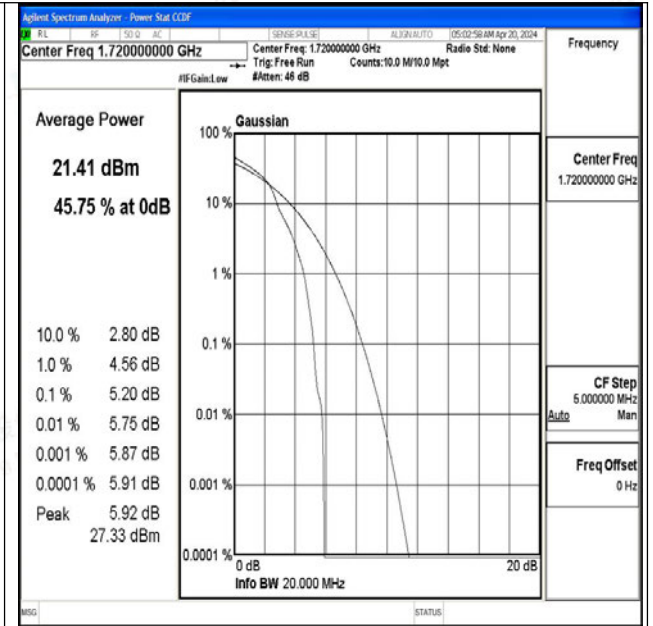 Agilent Spectrum Analyzer - Power Stat CCDF
RL RF 50 Ω AC SENSE:PULSE ALIGN AUTO 05:02:58 AM Apr 20, 2024
Center Freq 1.720000000 GHz
Center Freq: 1.720000000 GHz Radio Std: None
Trig: Free Run Counts:10.0 M/10.0 Mpt
#IFGain:Low #Atten: 46 dB
Frequency
Average Power
21.41 dBm
45.75 % at 0dB
10.0 % 2.80 dB
1.0 % 4.56 dB
0.1 % 5.20 dB
0.01 % 5.75 dB
0.001 % 5.87 dB
0.0001 % 5.91 dB
Peak 5.92 dB
27.33 dBm
Gaussian
100 %
10 %
1 %
0.1 %
0.01 %
0.001 %
0.0001 %
0 dB 20 dB
Info BW 20.000 MHz
Center Freq
1.720000000 GHz
CF Step
5.000000 MHz
Auto Man
Freq Offset
0 Hz
MSG STATUS